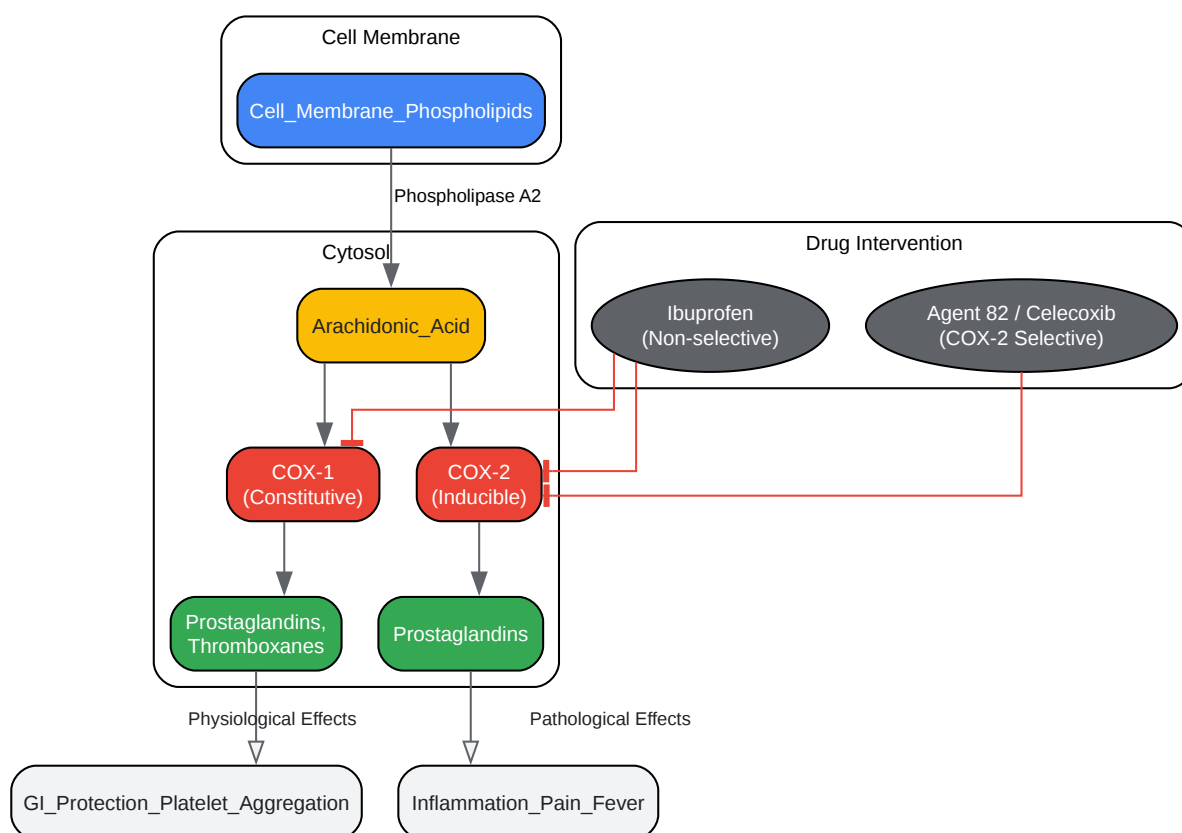 Cell Membrane
Cell_Membrane_Phospholipids
Phospholipase A2
Cytosol
Drug Intervention
Arachidonic_Acid
Ibuprofen
(Non-selective)
Agent 82 / Celecoxib
(COX-2 Selective)
COX-1
(Constitutive)
COX-2
(Inducible)
Prostaglandins,
Thromboxanes
Prostaglandins
Physiological Effects
Pathological Effects
GI_Protection_Platelet_Aggregation
Inflammation_Pain_Fever